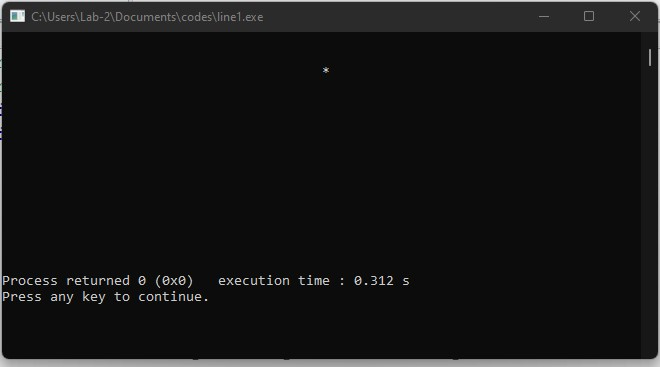 C:\Users\Lab-2\Documents\codes\line1.exe
*
Process returned 0 (0x0)   execution time : 0.312 s
Press any key to continue.